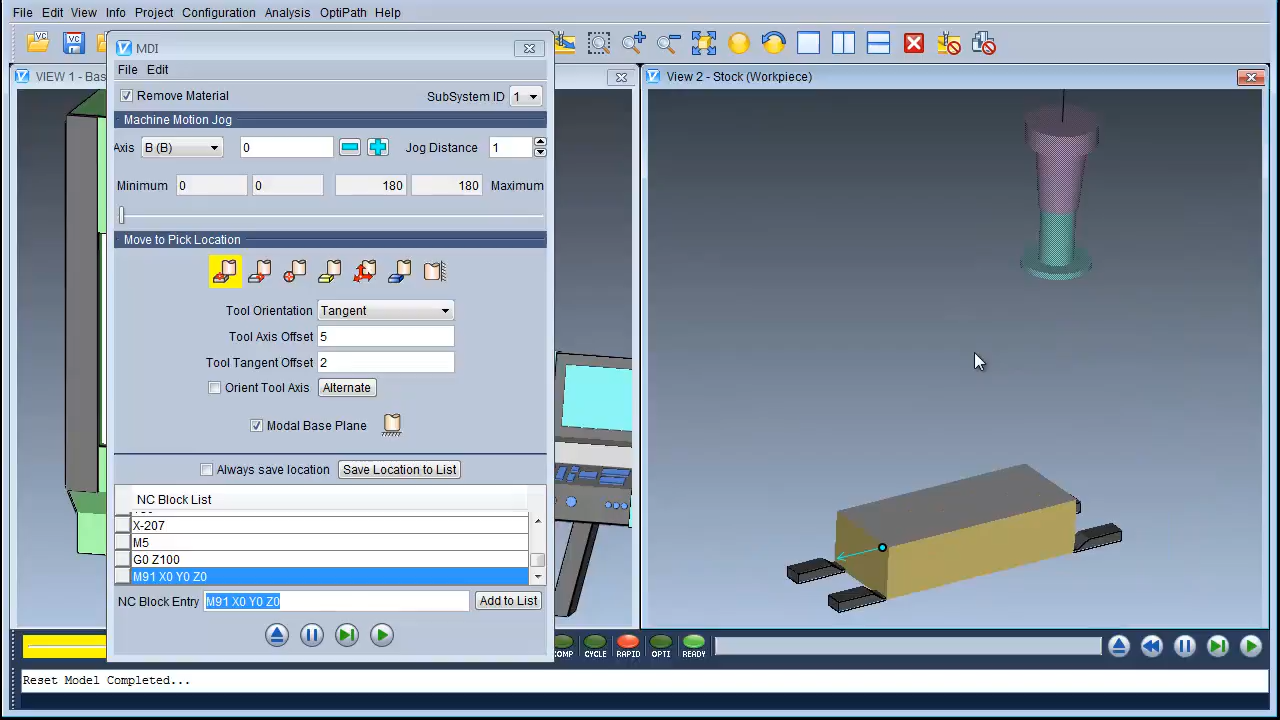 File Edit View Info Project Configuration Analysis OptiPath Help
VIEW 1 - Bas
MDI
File Edit
Remove Material SubSystem ID 1
Machine Motion Jog
Axis B (B) 0 Jog Distance 1
Minimum 0 0 180 180 Maximum
Move to Pick Location
Tool Orientation Tangent
Tool Axis Offset 5
Tool Tangent Offset 2
Orient Tool Axis Alternate
Modal Base Plane
Always save location Save Location to List
NC Block List
X-207
M5
G0 Z100
M91 X0 Y0 Z0
NC Block Entry M91 X0 Y0 Z0 Add to List
View 2 - Stock (Workpiece)
COMP CYCLE RAPID OPTI READY
Reset Model Completed...